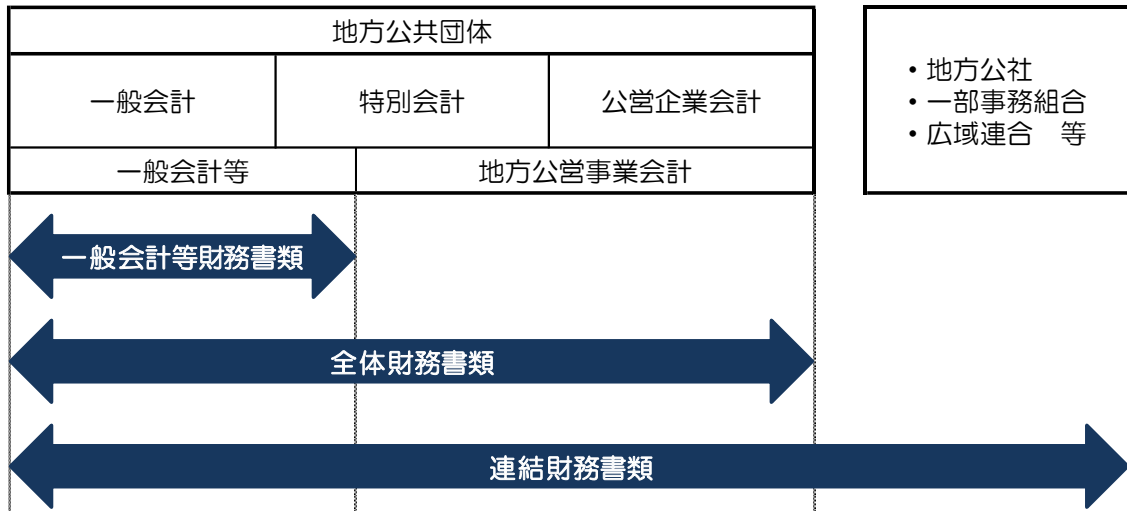 地方公共団体
一般会計
特別会計
公営企業会計
一般会計等
地方公営事業会計
・地方公社
・一部事務組合
・広域連合　等
一般会計等財務書類
全体財務書類
連結財務書類